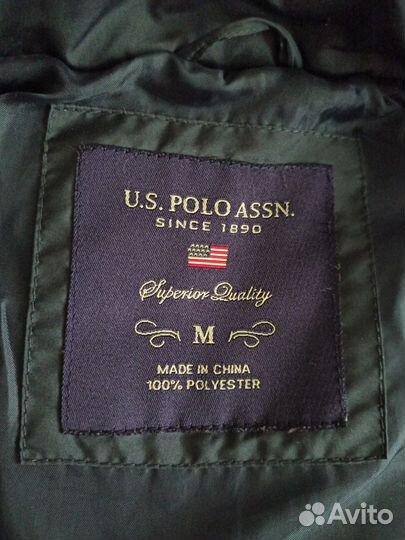 U.S. POLO ASSN.
SINCE 1890
Superior Quality
M
MADE IN CHINA
100% POLYESTER
Avito